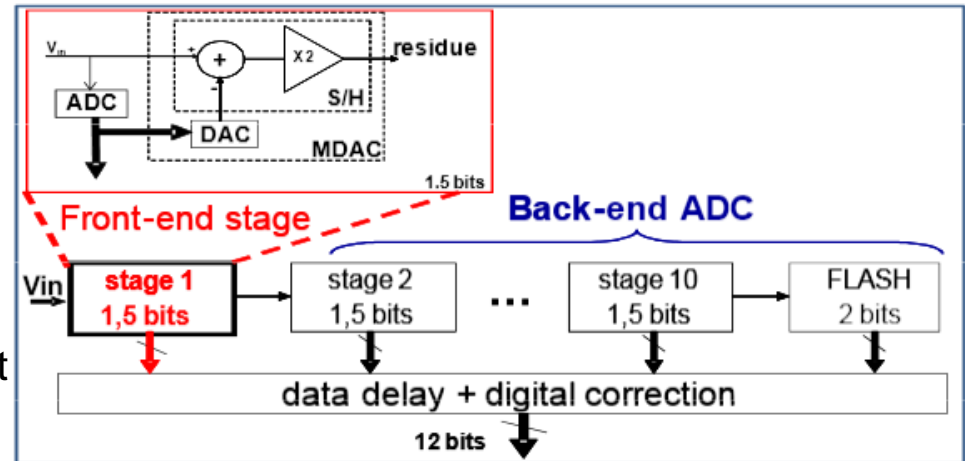 Vin
+
+
-
X2
residue
S/H
ADC
DAC
MDAC
1.5 bits
Front-end stage
Back-end ADC
Vin
stage 1
1,5 bits
stage 2
1,5 bits
...
stage 10
1,5 bits
FLASH
2 bits
t
data delay + digital correction
12 bits